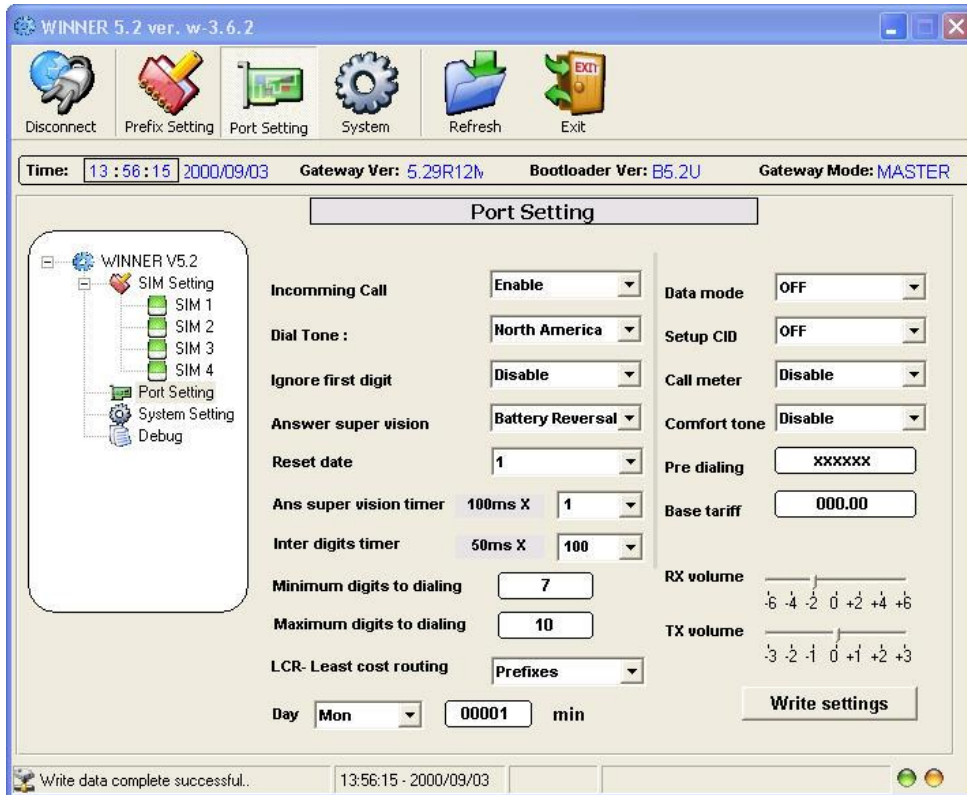 WINNER 5.2 ver. w-3.6.2
Disconnect Prefix Setting Port Setting System Refresh EXIT Exit
Time: 13:56:15 2000/09/03 Gateway Ver: 5.29R12M Bootloader Ver: B5.2U Gateway Mode: MASTER
Port Setting
WINNER V5.2
SIM Setting
SIM 1
SIM 2
SIM 3
SIM 4
Port Setting
System Setting
Debug
Incomming Call Enable
Dial Tone : North America
Ignore first digit Disable
Answer super vision Battery Reversal
Reset date 1
Ans super vision timer 100ms X 1
Inter digits timer 50ms X 100
Minimum digits to dialing 7
Maximum digits to dialing 10
LCR- Least cost routing Prefixes
Day Mon 00001 min
Data mode OFF
Setup CID OFF
Call meter Disable
Comfort tone Disable
Pre dialing xxxxxx
Base tariff 000.00
RX volume
-6 -4 -2 0 +2 +4 +6
TX volume
-3 -2 -1 0 +1 +2 +3
Write settings
Write data complete successful.. 13:56:15 - 2000/09/03